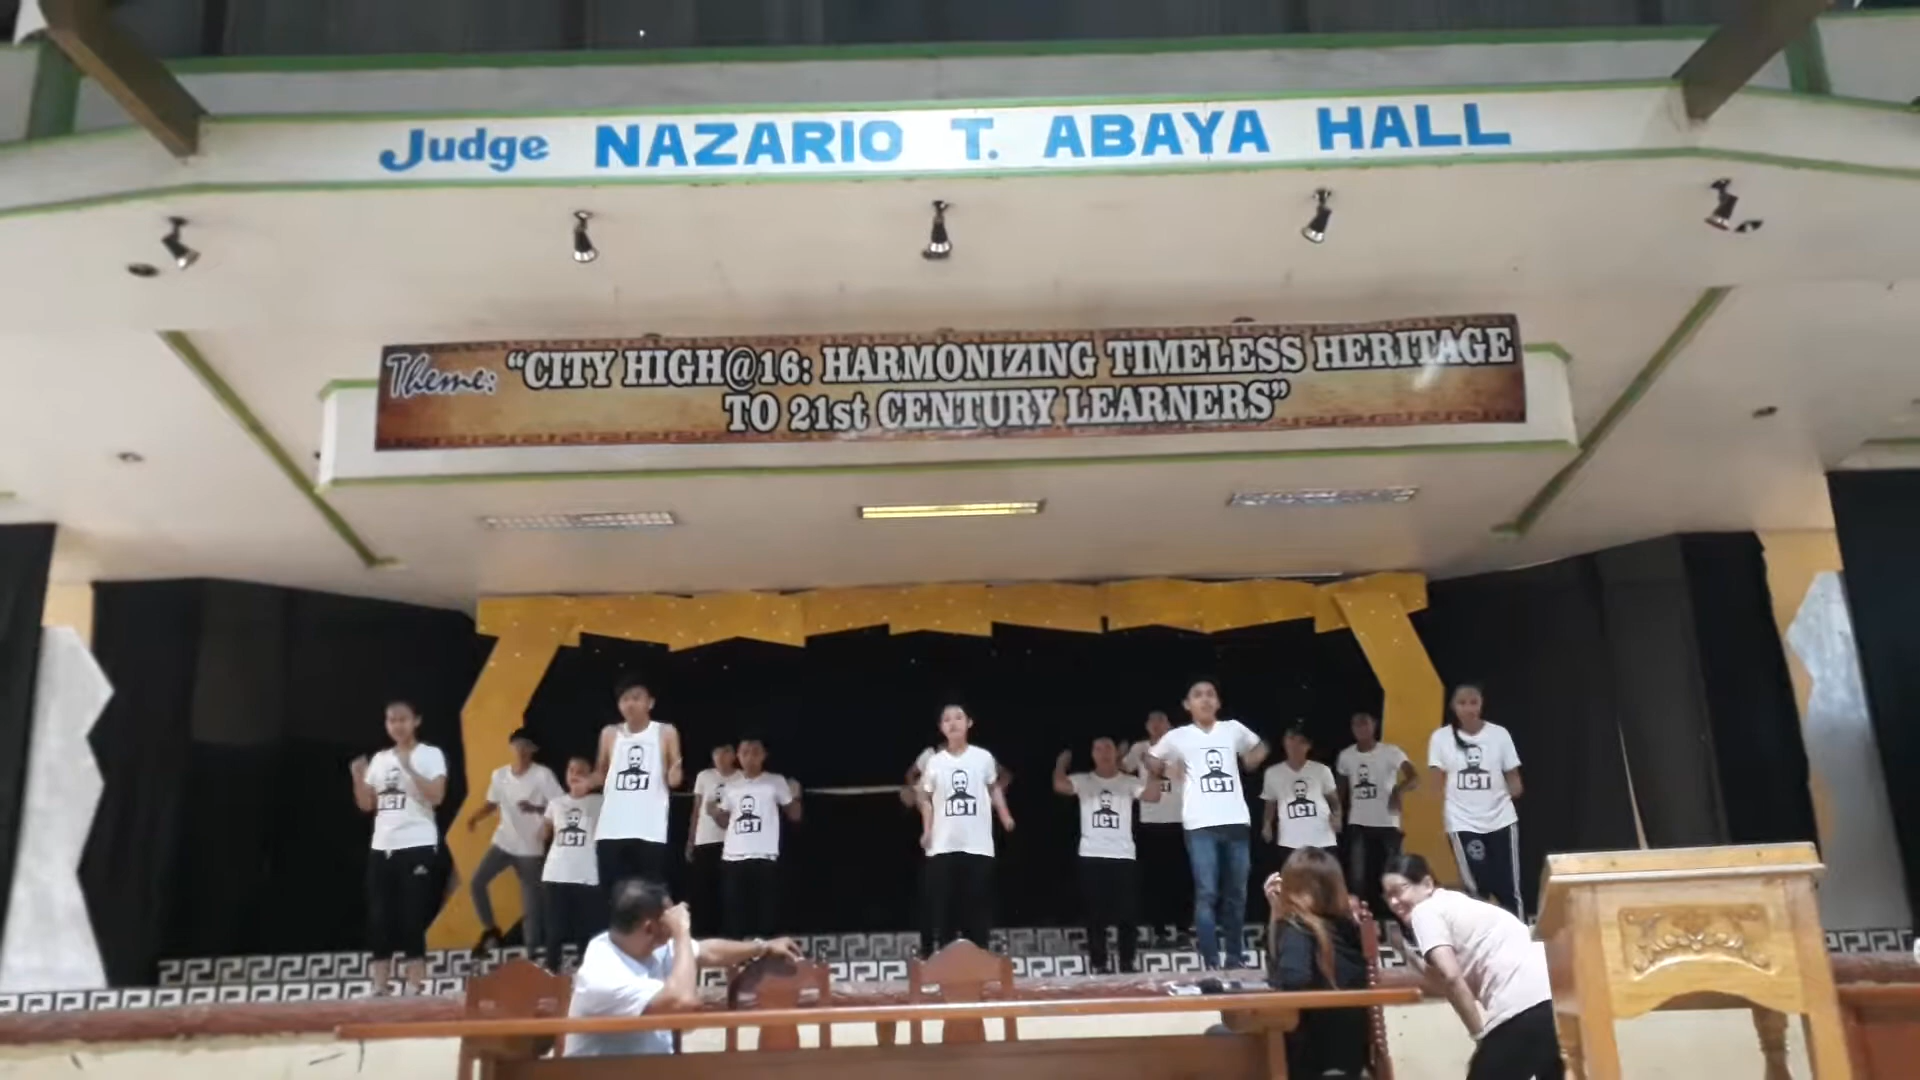 Judge NAZARIO T. ABAYA HALL
Theme: “CITY HIGH@16: HARMONIZING TIMELESS HERITAGE
TO 21st CENTURY LEARNERS”
ICT
ICT
ICT
ICT
ICT
ICT
ICT
ICT
ICT
ICT
ICT